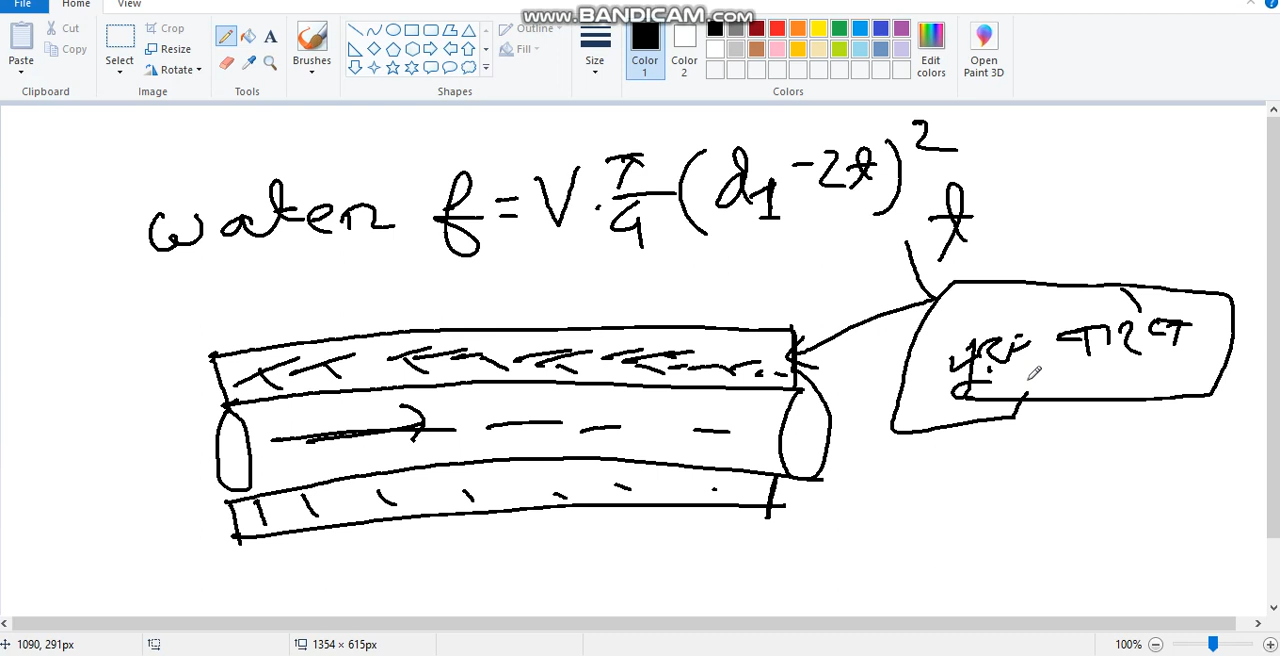 www.BANDICAM.com
File Home View
Cut
Copy
Paste
Clipboard
Crop
Resize
Rotate
Select
Image
Tools
Brushes
Outline
Fill
Shapes
Size
Color 1
Color 2
Edit colors
Open Paint 3D
Colors
water f = V · π/4 (d1 - 2t)²
t
1090, 291px
1354 × 615px
100%